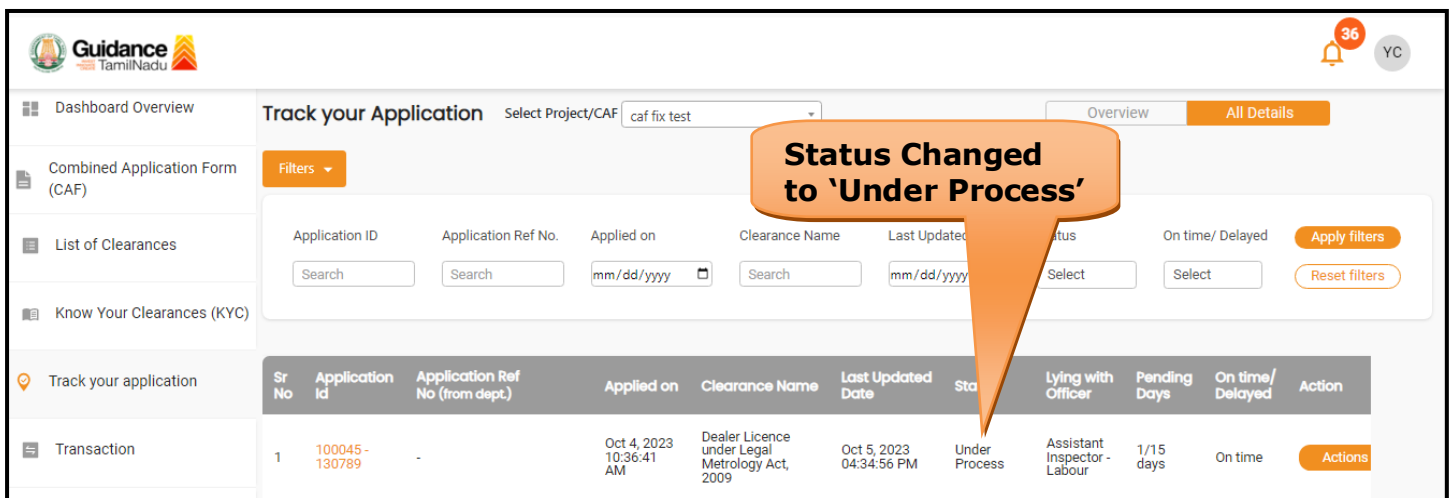 Guidance
TamilNadu
36
YC
Dashboard Overview
Track your Application
Select Project/CAF
caf fix test
Overview
All Details
Combined Application Form
(CAF)
Filters
Status Changed
to ‘Under Process’
List of Clearances
Application ID
Application Ref No.
Applied on
Clearance Name
Last Updated
On time/ Delayed
Apply filters
Search
Search
mm/dd/yyyy
Search
mm/dd/yyyy
Select
Select
Reset filters
Know Your Clearances (KYC)
Track your application
Sr
No
Application
Id
Application Ref
No (from dept.)
Applied on
Clearance Name
Last Updated
Date
Sta
Lying with
Officer
Pending
Days
On time/
Delayed
Action
Transaction
1
100045 -
130789
-
Oct 4, 2023
10:36:41
AM
Dealer Licence
under Legal
Metrology Act,
2009
Oct 5, 2023
04:34:56 PM
Under
Process
Assistant
Inspector -
Labour
1/15
days
On time
Actions